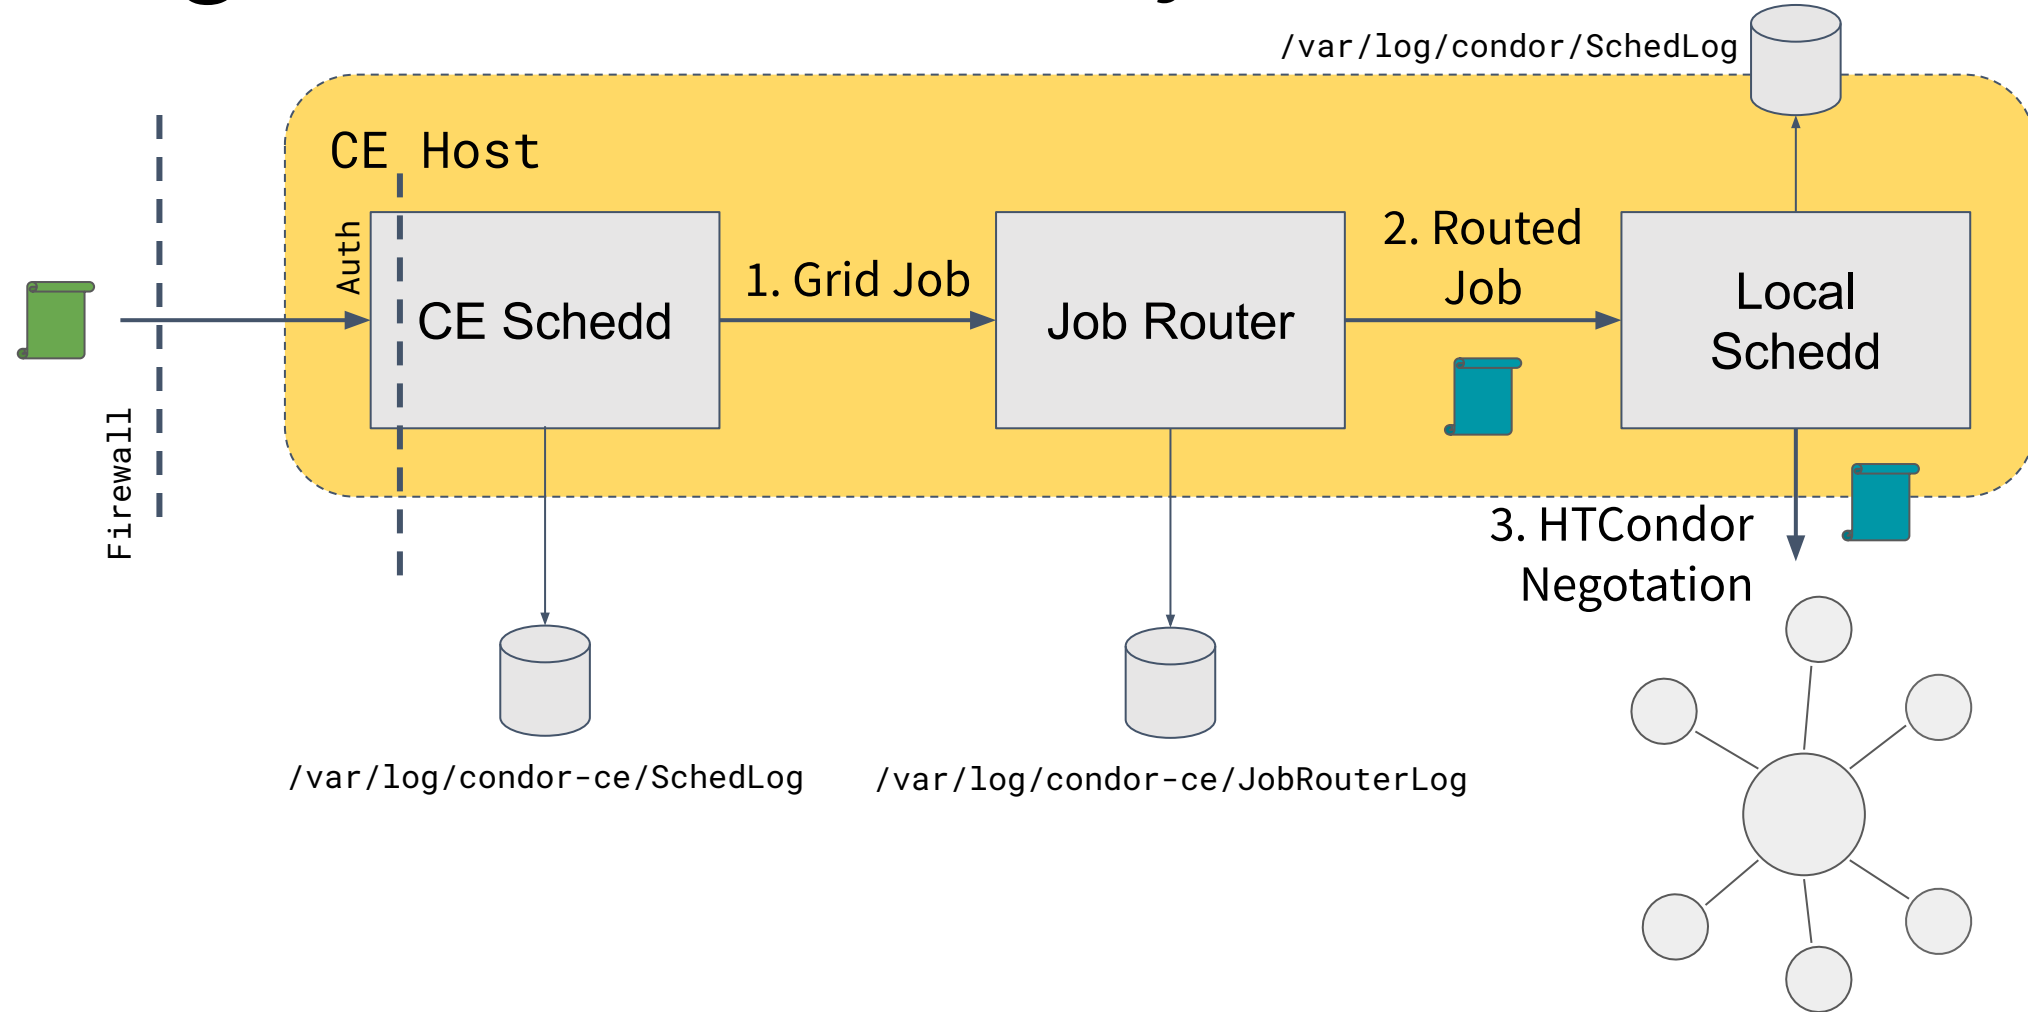 /var/log/condor/SchedLog
CE Host
Auth
CE Schedd
1. Grid Job
Job Router
2. Routed
Job
Local
Schedd
Firewall
3. HTCondor
Negotation
/var/log/condor-ce/SchedLog
/var/log/condor-ce/JobRouterLog